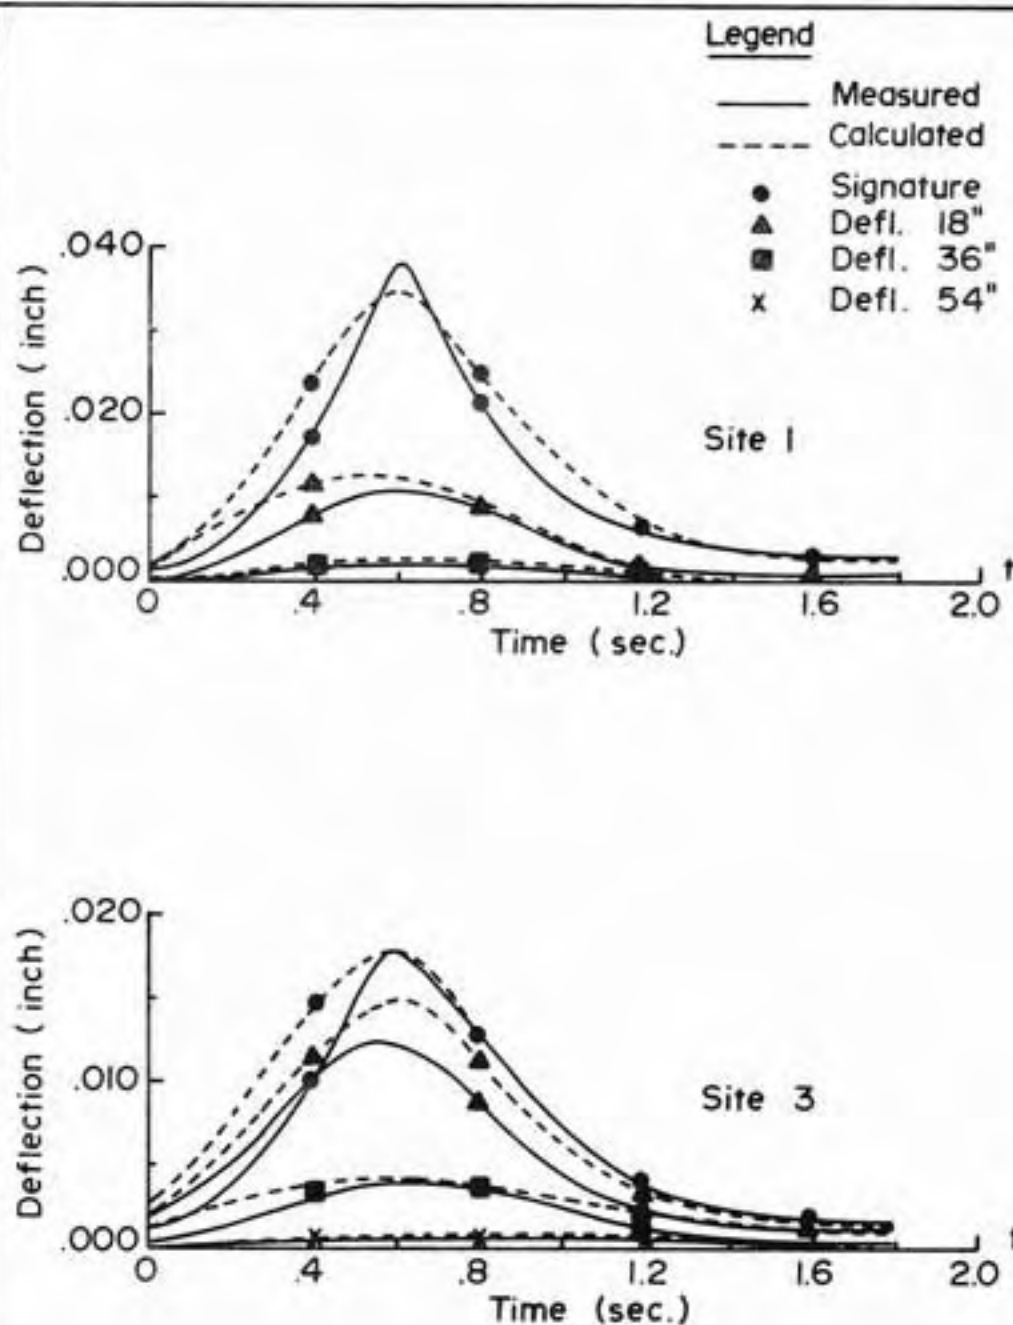 Legend
Measured
Calculated
Signature
Defl. 18"
Defl. 36"
Defl. 54"
Deflection (inch)
.040
.020
.000
Site 1
0 .4 .8 1.2 1.6 2.0 t
Time (sec.)
Deflection (inch)
.020
.010
.000
Site 3
0 .4 .8 1.2 1.6 2.0 t
Time (sec.)